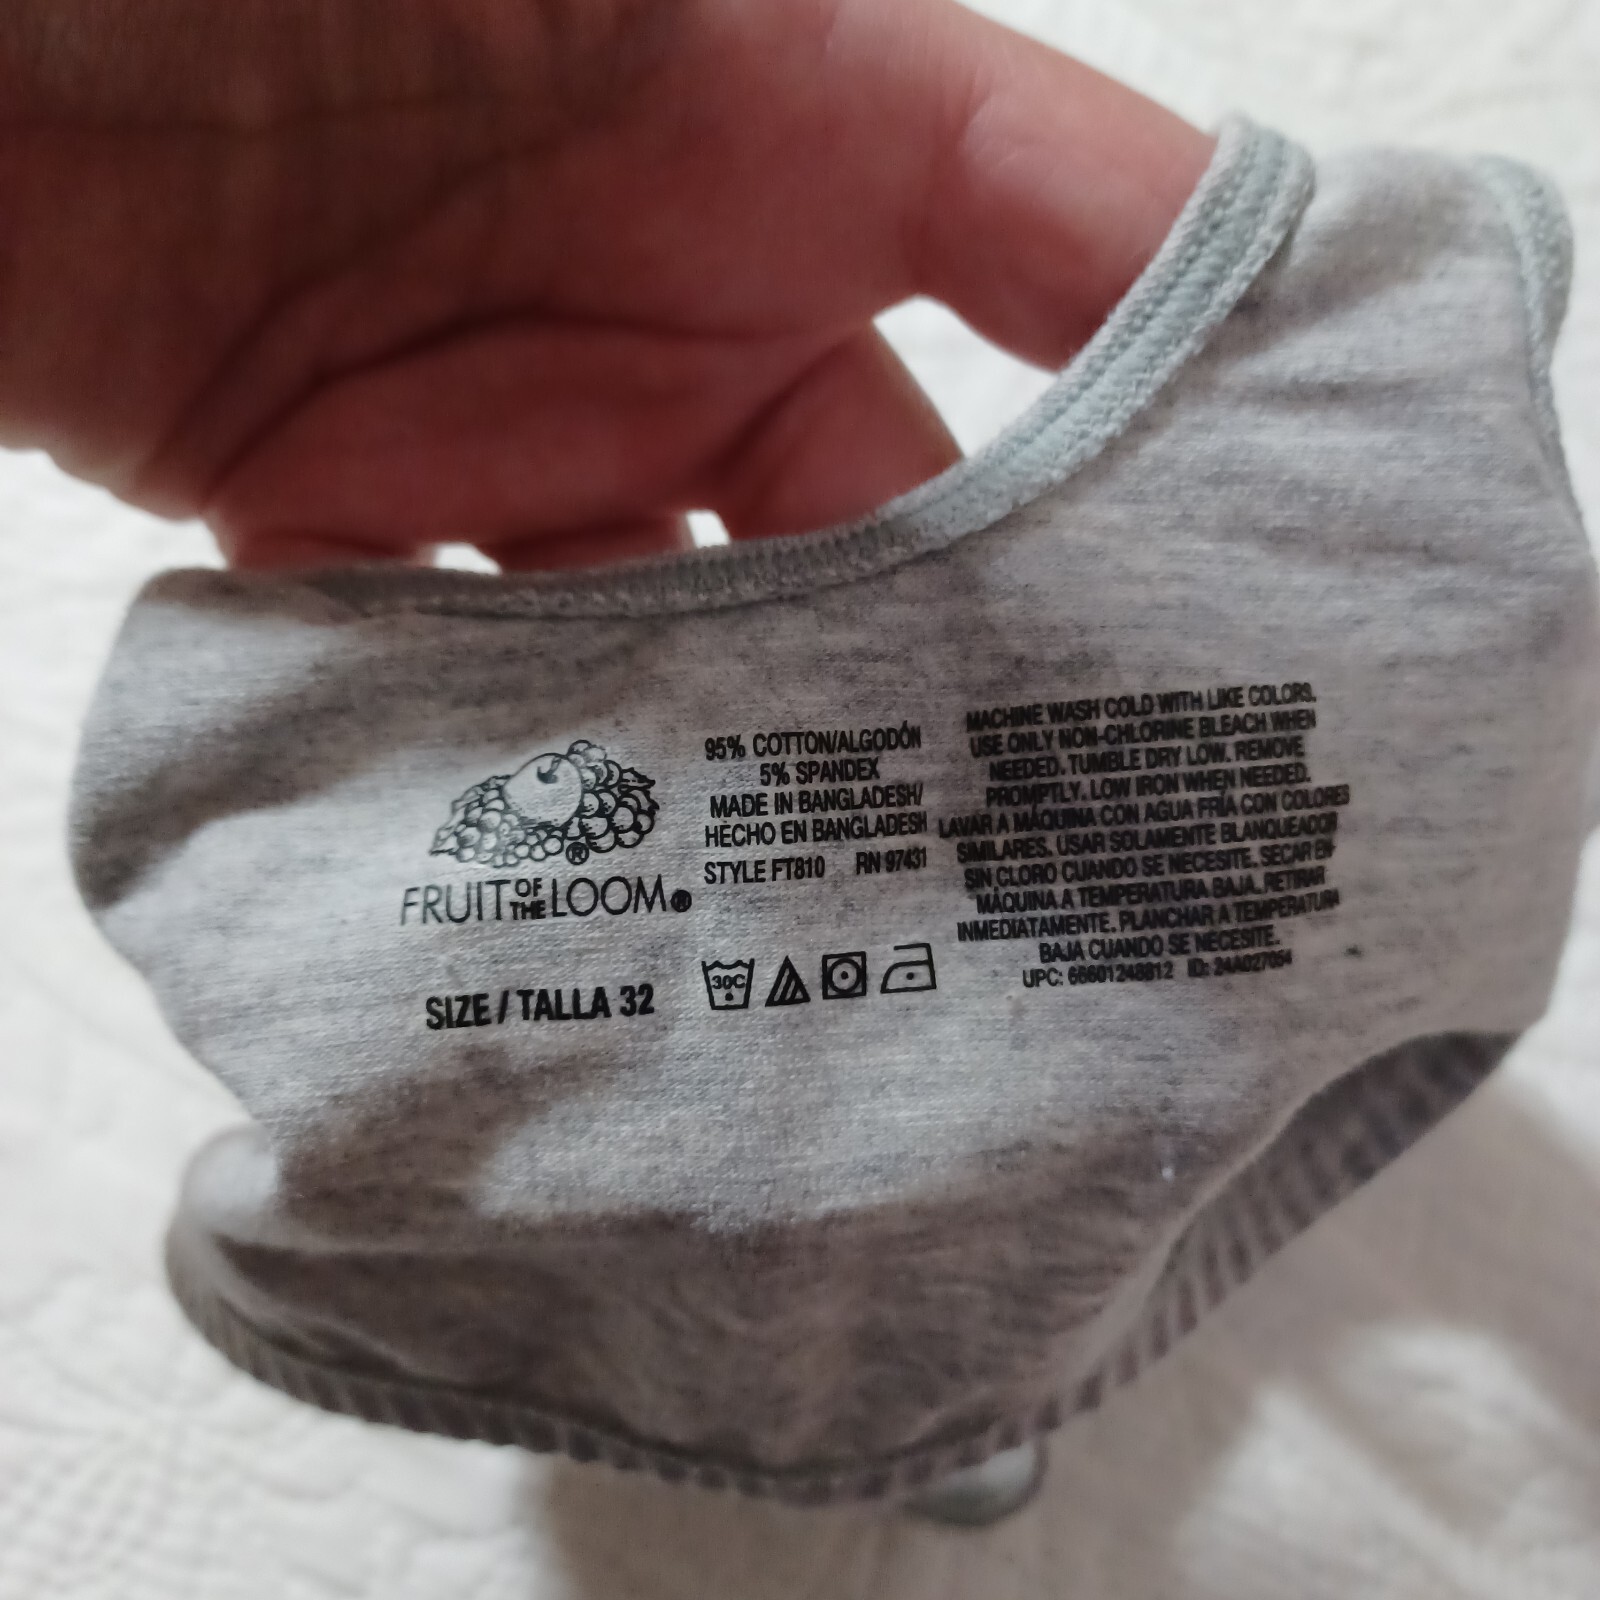 FRUIT OF THE LOOM®
SIZE / TALLA 32
95% COTTON/ALGODÓN
5% SPANDEX
MADE IN BANGLADESH/
HECHO EN BANGLADESH
STYLE FT810 RN 97431
30C
MACHINE WASH COLD WITH LIKE COLORS.
USE ONLY NON-CHLORINE BLEACH WHEN
NEEDED. TUMBLE DRY LOW. REMOVE
PROMPTLY. LOW IRON WHEN NEEDED.
LAVAR A MÁQUINA CON AGUA FRÍA CON COLORES
SIMILARES. USAR SOLAMENTE BLANQUEADOR
SIN CLORO CUANDO SE NECESITE. SECAR EN
MÁQUINA A TEMPERATURA BAJA. RETIRAR
INMEDIATAMENTE. PLANCHAR A TEMPERATURA
BAJA CUANDO SE NECESITE.
UPC: 66601248812 ID: 24A027054